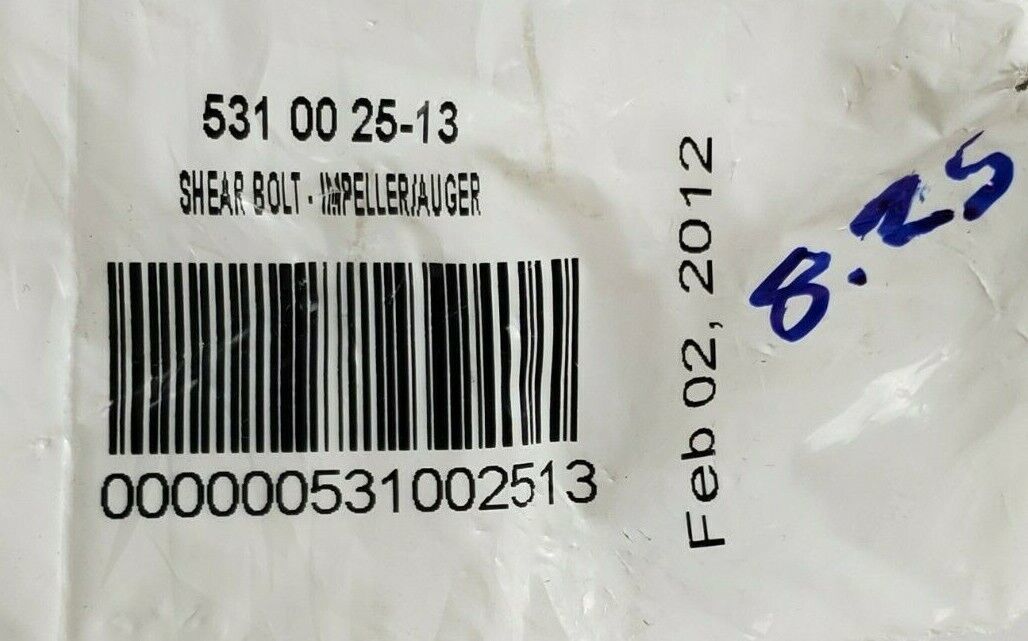 531 00 25-13
SHEAR BOLT - IMPELLER/AUGER
000000531002513
Feb 02, 2012
8.25